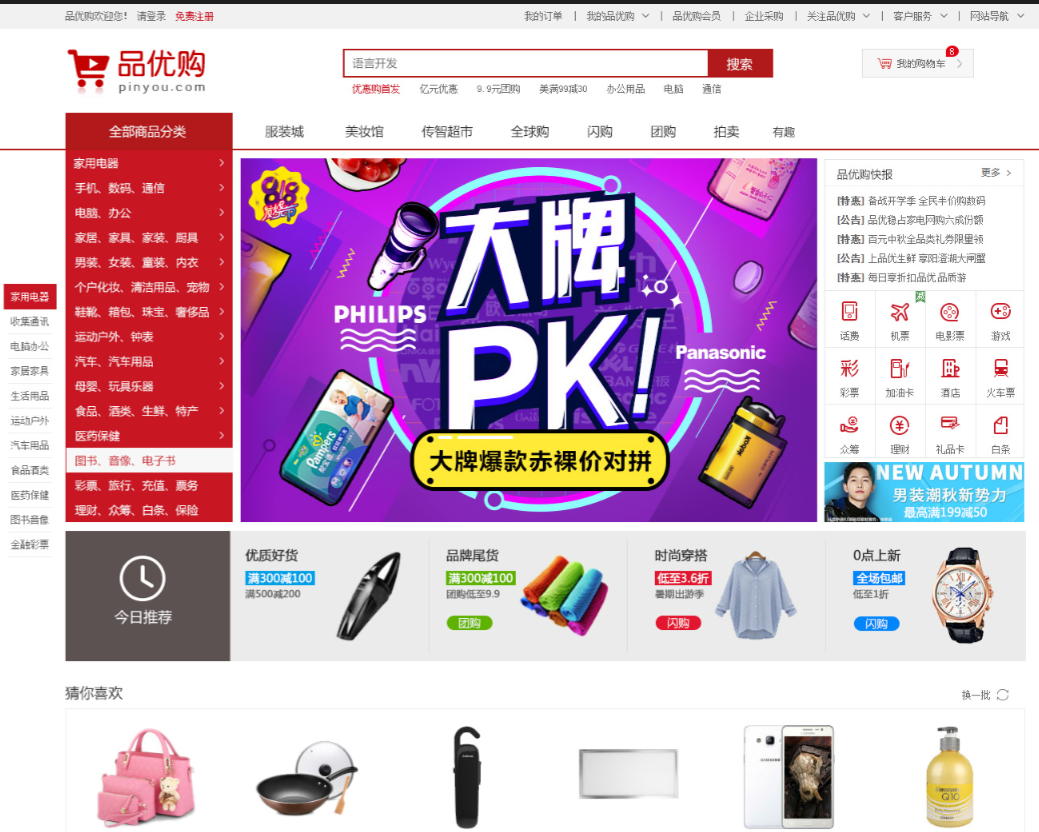 品优购欢迎您! 请登录 免费注册
我的订单 | 我的品优购 | 品优购会员 | 企业采购 | 关注品优购 | 客户服务 | 网站导航
品优购
pinyou.com
语言开发
搜索
8
我的购物车
优惠购首发 亿元优惠 9.9元团购 美满99减30 办公用品 电脑 通信
全部商品分类 服装城 美妆馆 传智超市 全球购 闪购 团购 拍卖 有趣
家用电器
手机、数码、通信
电脑、办公
家居、家具、家装、厨具
男装、女装、童装、内衣
个户化妆、清洁用品、宠物
鞋靴、箱包、珠宝、奢侈品
运动户外、钟表
汽车、汽车用品
母婴、玩具乐器
食品、酒类、生鲜、特产
医药保健
图书、音像、电子书
彩票、旅行、充值、票务
理财、众筹、白条、保险
家用电器
收集通讯
电脑办公
家居家具
生活用品
运动户外
汽车用品
食品酒类
医药保健
图书音像
金融彩票
818
大牌
PK!
PHILIPS
Panasonic
Pampers
大牌爆款赤裸价对拼
品优购快报 更多
[特惠] 备战开学季 全民半价购数码
[公告] 品优稳占家电网购六成份额
[特惠] 百元中秋全品类礼券限量领
[公告] 上品优生鲜 享阳澄湖大闸蟹
[特惠] 每日享折扣品优品质游
减
话费 机票 电影票 游戏
彩票 加油卡 酒店 火车票
众筹 理财 礼品卡 白条
NEW AUTUMN
男装潮秋新势力
最高满199减50
今日推荐
优质好货
满300减100
满500减200
品牌尾货
满300减100
团购低至9.9
团购
时尚穿搭
低至3.6折
暑期出游季
闪购
0点上新
全场包邮
低至1折
闪购
猜你喜欢 换一批
SAMSUNG
Q10